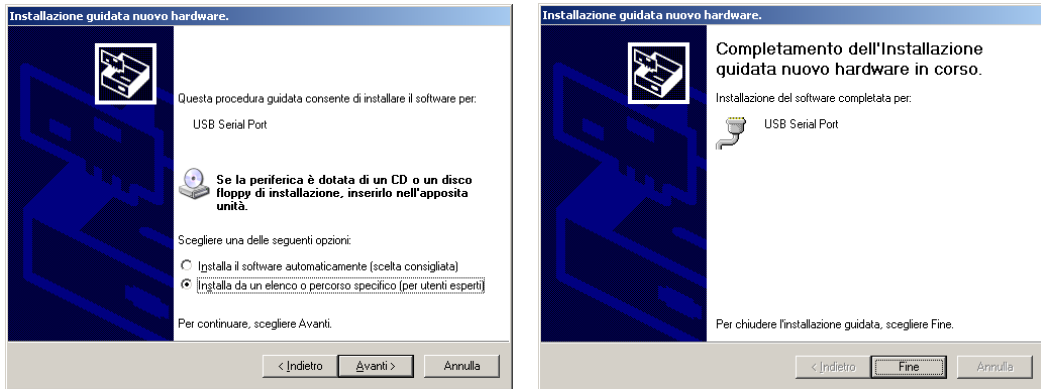 Installazione guidata nuovo hardware.
Questa procedura guidata consente di installare il software per:
USB Serial Port
Se la periferica è dotata di un CD o un disco
floppy di installazione, inserirlo nell'apposita
unità.
Scegliere una delle seguenti opzioni:
Installa il software automaticamente (scelta consigliata)
Installa da un elenco o percorso specifico (per utenti esperti)
Per continuare, scegliere Avanti.
< Indietro
Avanti >
Annulla
Installazione guidata nuovo hardware.
Completamento dell'Installazione
guidata nuovo hardware in corso.
Installazione del software completata per:
USB Serial Port
Per chiudere l'installazione guidata, scegliere Fine.
< Indietro
Fine
Annulla